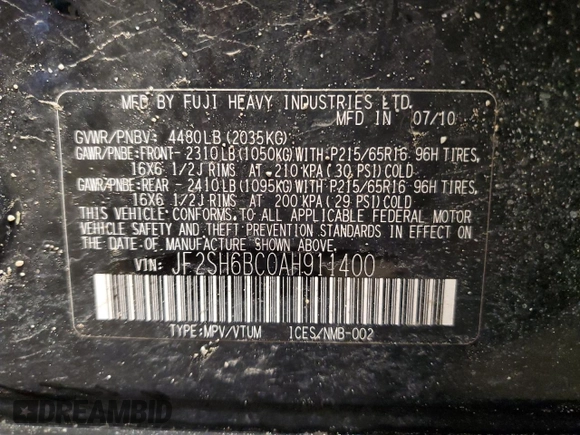 MFD BY FUJI HEAVY INDUSTRIES LTD.
MFD IN 07/10
GVWR/PNBV: 4480LB(2035KG)
GAWR/PNBE:FRONT-2310LB(1050KG)WITH-P215/65R16 96H TIRES,
16X6 1/2J RIMS AT 210 KPA(30 PSI)COLD
GAWR/PNBE:REAR -2410LB(1095KG)WITH-P215/65R16 96H TIRES,
16X6 1/2J RIMS AT 200 KPA(29 PSI)COLD
THIS VEHICLE CONFORMS TO ALL APPLICABLE FEDERAL MOTOR
VEHICLE SAFETY AND THEFT PREVENTION STANDARDS IN EFFECT
ON THE DATE OF MANUFACTURE SHOWN ABOVE.
VIN: JF2SH6BC0AH911400
TYPE:MPV/VTUM ICES/NMB-002
DREAMBID